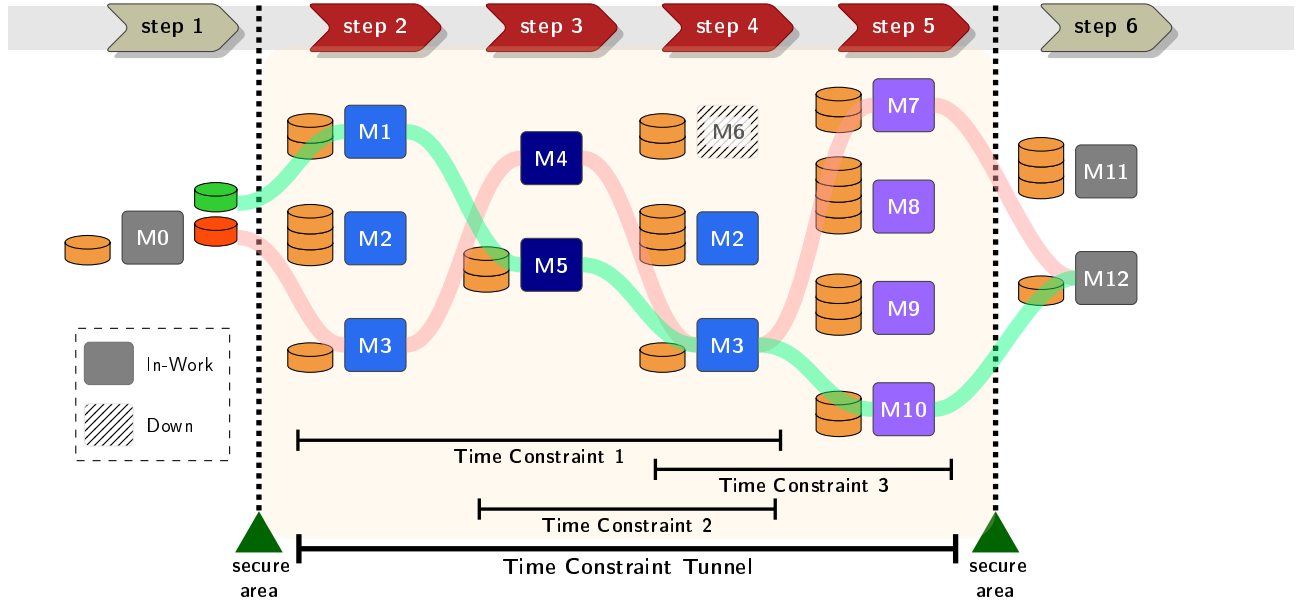 step 1
step 2
step 3
step 4
step 5
step 6
M0
M1
M2
M3
M4
M5
M6
M2
M3
M7
M8
M9
M10
M11
M12
In-Work
Down
Time Constraint 1
Time Constraint 3
Time Constraint 2
Time Constraint Tunnel
secure
area
secure
area